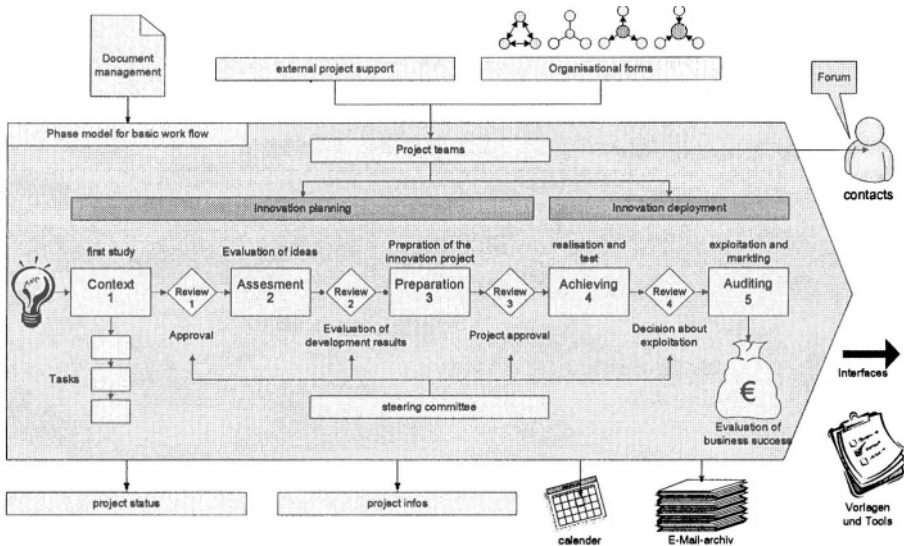 Document
management
external project support
Organisational forms
Forum
Phase model for basic work flow
Project teams
contacts
Innovation planning
Innovation deployment
first study
Evaluation of ideas
Prepration of the
innovation project
realisation and
test
exploitation and
markting
Context
1
Review
1
Assesment
2
Review
2
Preparation
3
Review
3
Achieving
4
Review
4
Auditing
5
Approval
Evaluation of
development results
Project approval
Decision about
exploitation
Tasks
€
Interfaces
steering committee
Evaluation of
business success
project status
project infos
calender
E-Mail-archiv
Vorlagen
und Tools